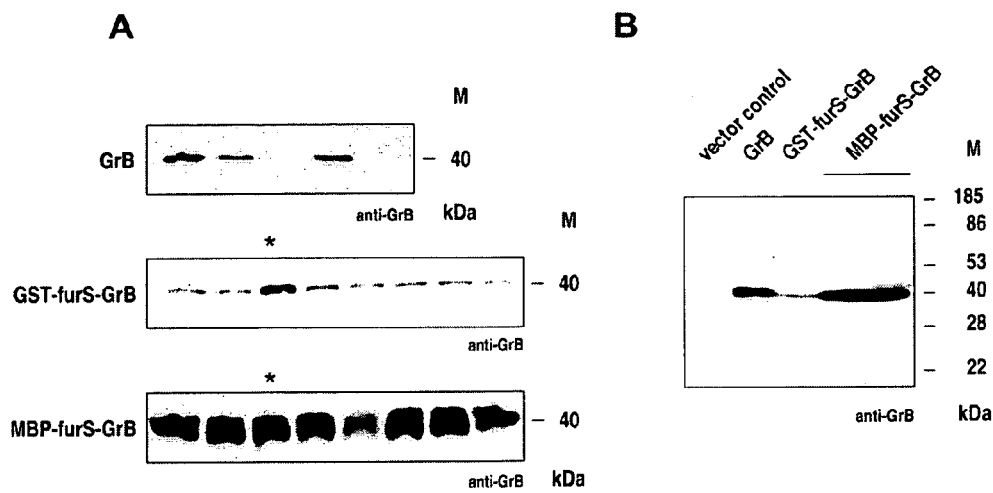 A
M
GrB
40
anti-GrB
kDa
*
M
GST-furS-GrB
40
anti-GrB
*
MBP-furS-GrB
40
anti-GrB
kDa
B
vector control
GrB
GST-furS-GrB
MBP-furS-GrB
M
185
86
53
40
28
22
anti-GrB
kDa